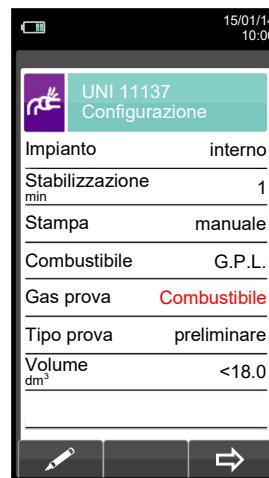 15/01/14
10:00
UNI 11137
Configurazione
Impianto interno
Stabilizzazione 1
min
Stampa manuale
Combustibile G.P.L.
Gas prova Combustibile
Tipo prova preliminare
Volume <18.0
dm³